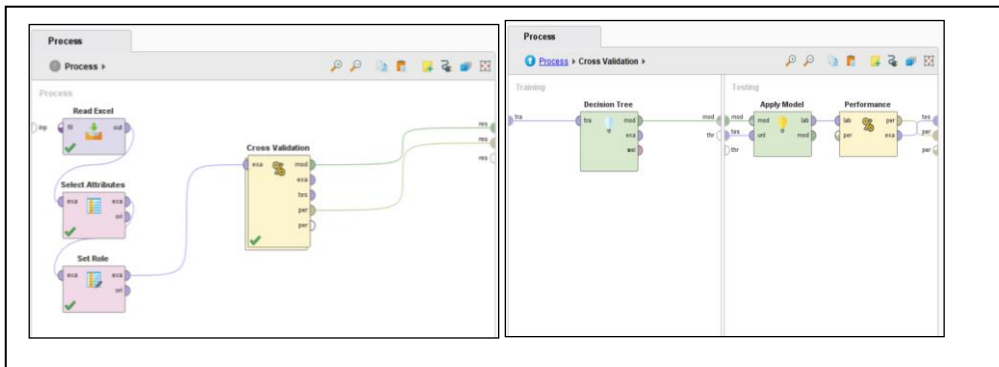 Process
Process
Process
Read Excel
inp
fil
out
Select Attributes
exa
exa
ori
Set Role
exa
exa
ori
Cross Validation
exa
mod
exa
tes
per
per
res
res
res
Process
Process Cross Validation
Training
tra
Decision Tree
tra
mod
exa
wei
mod
thr
Testing
mod
tes
thr
Apply Model
mod
lab
unl
mod
Performance
lab
per
per
exa
tes
per
per